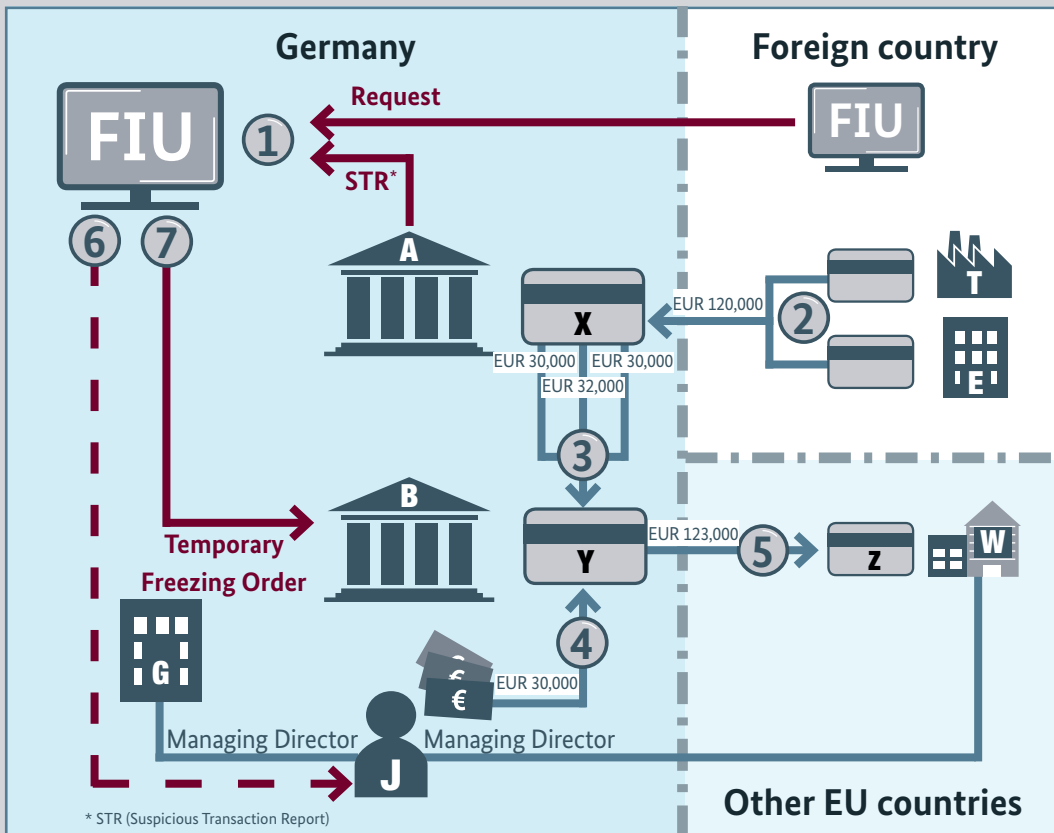 Germany
Foreign country
Request
FIU
1
FIU
STR*
6
7
A
T
EUR 120,000
2
X
E
EUR 30,000
EUR 30,000
EUR 32,000
3
B
EUR 123,000
5
Y
Z
W
Temporary
Freezing Order
4
G
€
€
€
EUR 30,000
Managing Director
Managing Director
J
Other EU countries
* STR (Suspicious Transaction Report)